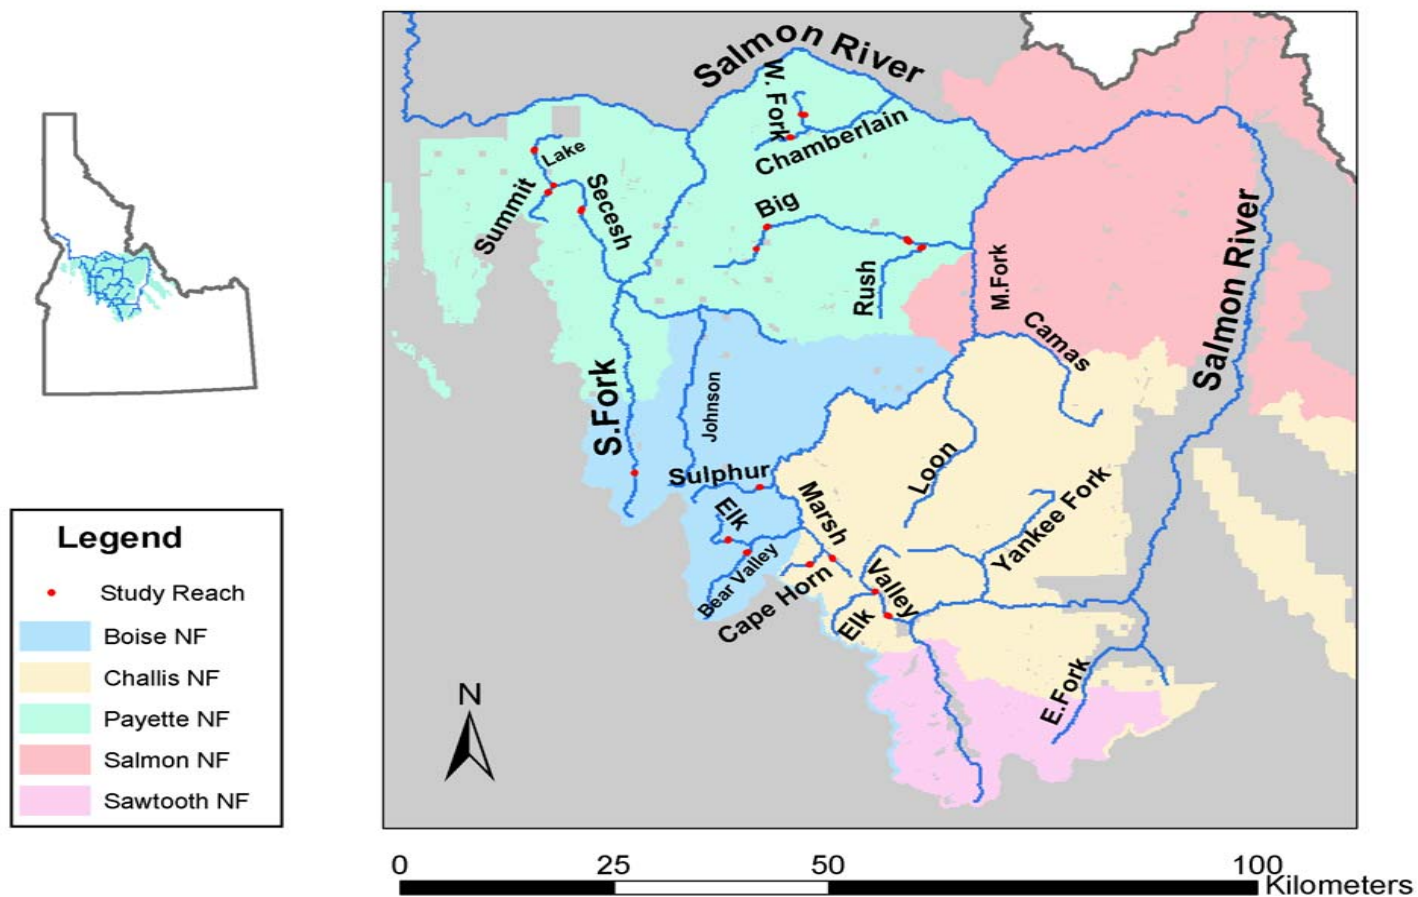 Salmon River
W. Fork
Chamberlain
Lake
Summit
Secesh
Big
Rush
M.Fork
Camas
Salmon River
S.Fork
Johnson
Sulphur
Elk
Bear Valley
Marsh
Cape Horn
Loon
Yankee Fork
Valley
Elk
E.Fork
Legend
Study Reach
Boise NF
Challis NF
Payette NF
Salmon NF
Sawtooth NF
N
0 25 50 100 Kilometers